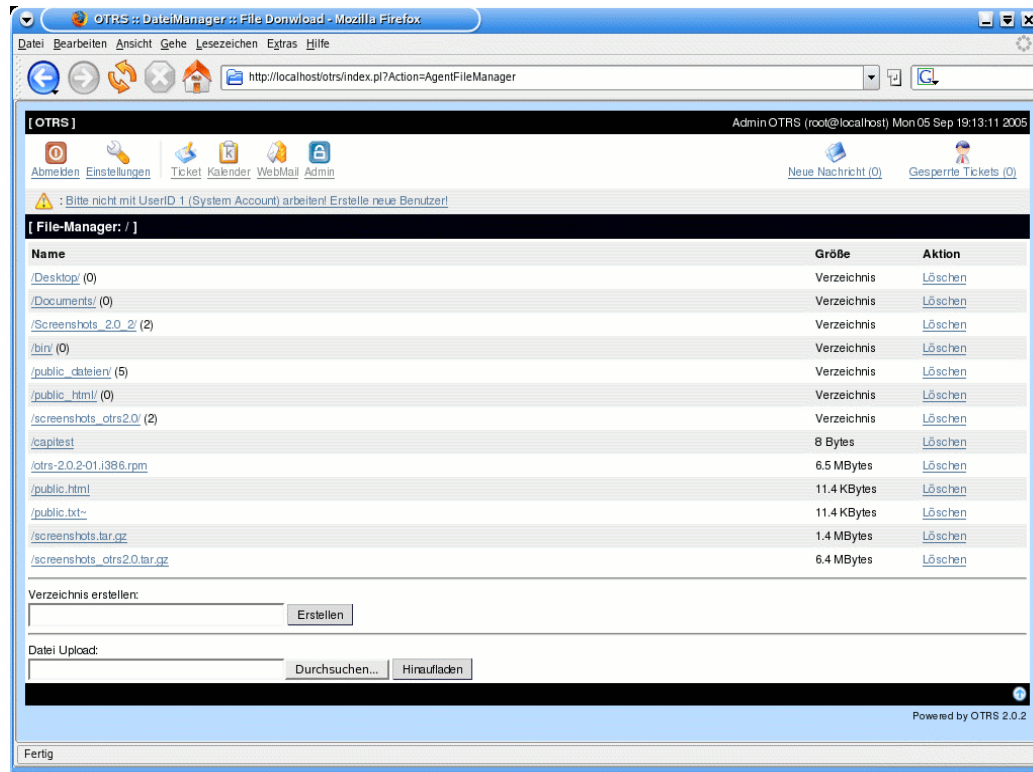 OTRS :: DateiManager :: File Donwload - Mozilla Firefox
Datei Bearbeiten Ansicht Gehe Lesezeichen Extras Hilfe
http://localhost/otrs/index.pl?Action=AgentFileManager
G
[ OTRS ] Admin OTRS (root@localhost) Mon 05 Sep 19:13:11 2005
Abmelden Einstellungen Ticket Kalender WebMail Admin Neue Nachricht (0) Gesperrte Tickets (0)
: Bitte nicht mit UserID 1 (System Account) arbeiten! Erstelle neue Benutzer!
[ File-Manager: / ]
Name Größe Aktion
/Desktop/ (0) Verzeichnis Löschen
/Documents/ (0) Verzeichnis Löschen
/Screenshots_2.0_2/ (2) Verzeichnis Löschen
/bin/ (0) Verzeichnis Löschen
/public_dateien/ (5) Verzeichnis Löschen
/public_html/ (0) Verzeichnis Löschen
/screenshots_otrs2.0/ (2) Verzeichnis Löschen
/capitest 8 Bytes Löschen
/otrs-2.0.2-01.i386.rpm 6.5 MBytes Löschen
/public.html 11.4 KBytes Löschen
/public.txt~ 11.4 KBytes Löschen
/screenshots.tar.gz 1.4 MBytes Löschen
/screenshots_otrs2.0.tar.gz 6.4 MBytes Löschen
Verzeichnis erstellen:
Erstellen
Datei Upload:
Durchsuchen... Hinaufladen
Powered by OTRS 2.0.2
Fertig